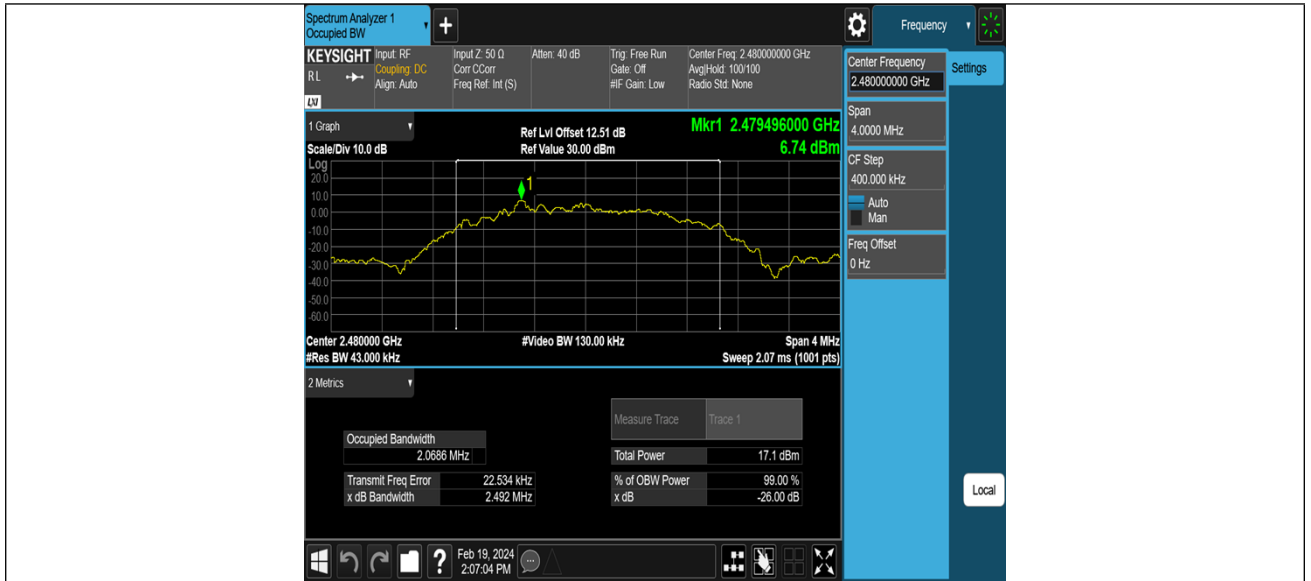 Spectrum Analyzer 1
Occupied BW
+
Frequency
KEYSIGHT
RL
LXI
Input: RF
Coupling: DC
Align: Auto
Input Z: 50 Ω
Corr CCorr
Freq Ref: Int (S)
Atten: 40 dB
Trig: Free Run
Gate: Off
#IF Gain: Low
Center Freq: 2.480000000 GHz
Avg|Hold: 100/100
Radio Std: None
Center Frequency
2.480000000 GHz
Settings
Span
4.0000 MHz
CF Step
400.000 kHz
Auto
Man
Freq Offset
0 Hz
Local
1 Graph
Scale/Div 10.0 dB
Ref Lvl Offset 12.51 dB
Ref Value 30.00 dBm
Mkr1 2.479496000 GHz
6.74 dBm
Log
20.0
10.0
0.00
-10.0
-20.0
-30.0
-40.0
-50.0
-60.0
1
Center 2.480000 GHz
#Video BW 130.00 kHz
Span 4 MHz
#Res BW 43.000 kHz
Sweep 2.07 ms (1001 pts)
2 Metrics
Measure Trace Trace 1
Occupied Bandwidth
2.0686 MHz
Total Power 17.1 dBm
Transmit Freq Error 22.534 kHz
% of OBW Power 99.00 %
x dB Bandwidth 2.492 MHz
x dB -26.00 dB
?
Feb 19, 2024
2:07:04 PM